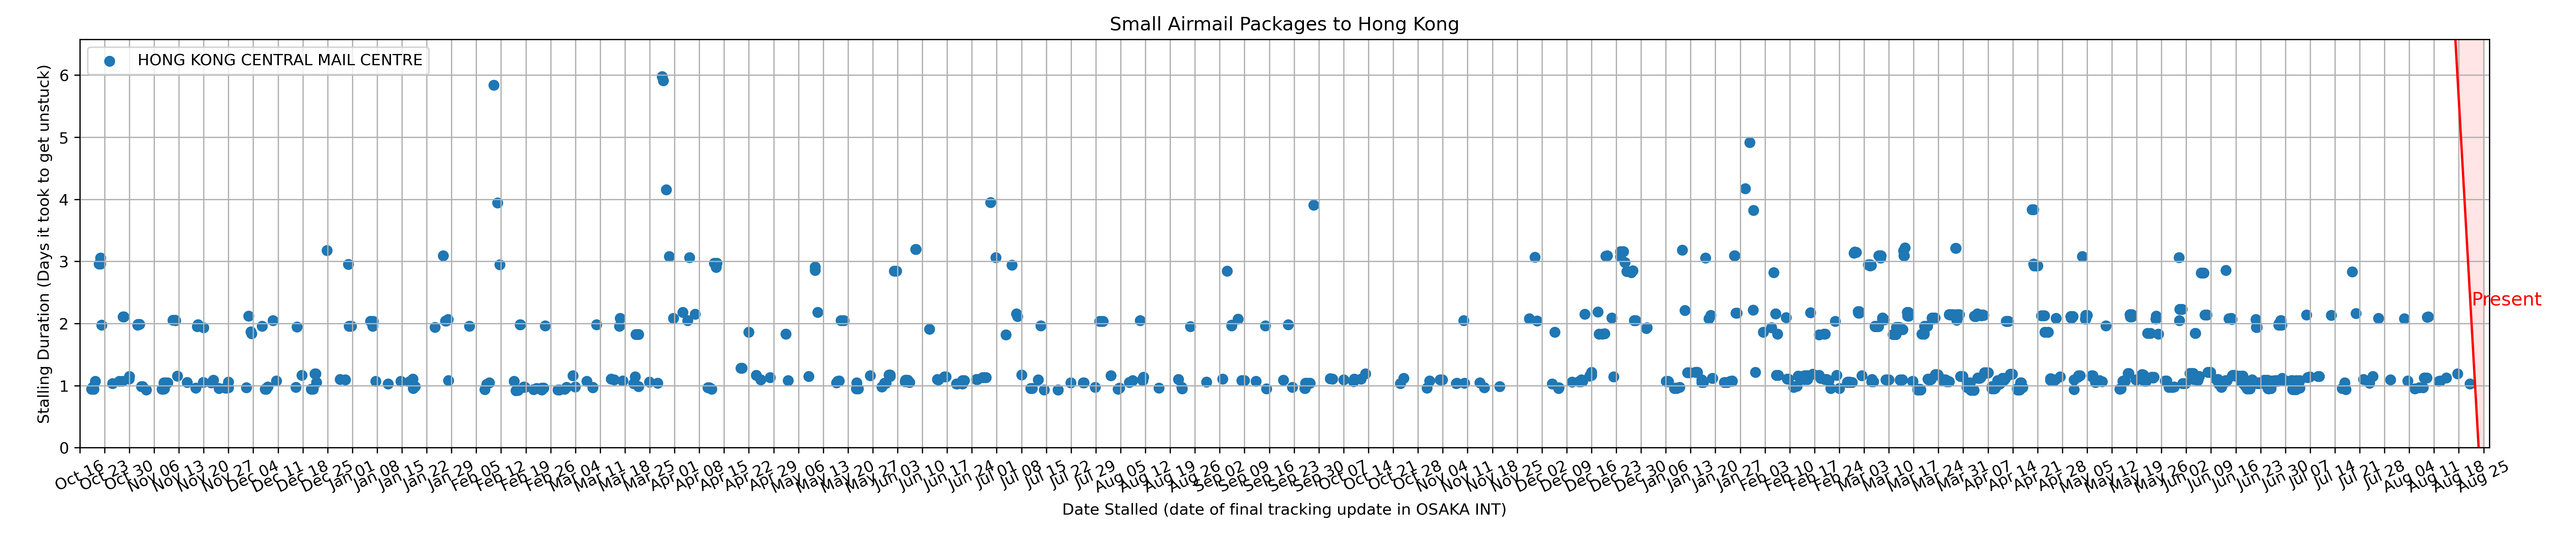 Small Airmail Packages to Hong Kong
HONG KONG CENTRAL MAIL CENTRE
Stalling Duration (Days it took to get unstuck)
6
5
4
3
2
1
0
Present
Oct 16
Oct 23
Oct 30
Nov 06
Nov 13
Nov 20
Nov 27
Dec 04
Dec 11
Dec 18
Dec 25
Jan 01
Jan 08
Jan 15
Jan 22
Jan 29
Feb 05
Feb 12
Feb 19
Feb 26
Mar 04
Mar 11
Mar 18
Mar 25
Apr 01
Apr 08
Apr 15
Apr 22
Apr 29
May 06
May 13
May 20
May 27
Jun 03
Jun 10
Jun 17
Jun 24
Jul 01
Jul 08
Jul 15
Jul 22
Jul 29
Aug 05
Aug 12
Aug 19
Aug 26
Sep 02
Sep 09
Sep 16
Sep 23
Sep 30
Oct 07
Oct 14
Oct 21
Oct 28
Nov 04
Nov 11
Nov 18
Nov 25
Dec 02
Dec 09
Dec 16
Dec 23
Dec 30
Jan 06
Jan 13
Jan 20
Jan 27
Feb 03
Feb 10
Feb 17
Feb 24
Mar 03
Mar 10
Mar 17
Mar 24
Mar 31
Apr 07
Apr 14
Apr 21
Apr 28
May 05
May 12
May 19
May 26
Jun 02
Jun 09
Jun 16
Jun 23
Jun 30
Jul 07
Jul 14
Jul 21
Jul 28
Aug 04
Aug 11
Aug 18
Aug 25
Date Stalled (date of final tracking update in OSAKA INT)